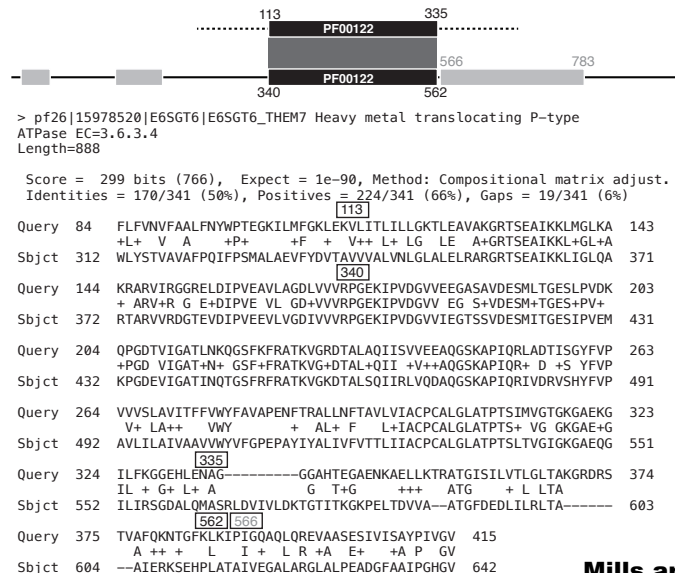 113 335
PF00122
566 783
PF00122
340 562
> pf26|15978520|E6SGT6|E6SGT6_THEM7 Heavy metal translocating P-type
ATPase EC=3.6.3.4
Length=888
Score = 299 bits (766), Expect = 1e-90, Method: Compositional matrix adjust.
Identities = 170/341 (50%), Positives = 224/341 (66%), Gaps = 19/341 (6%)
113
Query 84 FLFVNVFAALFNYWPTEGKILMFGKLEKVLITLILLGKTLEAVAKGRTSEAIKKLMGLKA 143
+L+ V A +P+ +F + V++ L+ LG LE A+GRTSEAIKKL+GL+A
Sbjct 312 WLYSTVAVAFPQIFPSMALAEVFYDVTAVVVALVNLGLALELRARGRTSEAIKKLIGLQA 371
340
Query 144 KRARVIRGGRELDIPVEAVLAGDLVVVRPGEKIPVDGVVEEGASAVDESMLTGESLPVDK 203
+ ARV+R G E+DIPVE VL GD+VVVRPGEKIPVDGVV EG S+VDESM+TGES+PV+
Sbjct 372 RTARVVRDGTEVDIPVEEVLVGDIVVVRPGEKIPVDGVIVEGTSSVDESMITGESIPVEM 431
Query 204 QPGDTVIGATLNKQGSFKFRATKVGRDTALAQIISVVEEAQGSKAPIQRLADTISGYFVP 263
+PGD VIGAT+N+ GSF+FRATKVG+DTAL+QII +V++AQGSKAPIQR+ D +S YFVP
Sbjct 432 KPGDEVIGATINQTGSFRFRATKVGKDTALSQIIRLVQDAQGSKAPIQRIVDRVSHYFVP 491
Query 264 VVVSLAVITFFVWYFAVAPENFTRALLNFTAVLVIACPCALGLATPTSIMVGTGKGAEKG 323
V+ LA++ VWY + AL+ F L+IACPCALGLATPTS+ VG GKGAE+G
Sbjct 492 AVLILAIVAAVVWYVFGPEPAYIYALIVFVTTLIIACPCALGLATPTSLTVGIGKGAEQG 551
335
Query 324 ILFKGGEHLENAG---------GGAHTEGAENKAELLKTRATGISILVTLGLTAKGRDRS 374
IL + G+ L+ A G T+G +++ ATG + L LTA
Sbjct 552 ILIRSGDALQMASRLDVIVLDKTGTITKGKPELTDVVA--ATGFDEDLILRLTA------ 603
562 566
Query 375 TVAFQKNTGFKLKIPIGQAQLQREVAASESIVISAYPIVGV 415
A ++ + L I + L R +A E+ +A P GV
Sbjct 604 --AIERKSEHPLATAIVEGALARGLALPEADGFAAIPGHGV 642